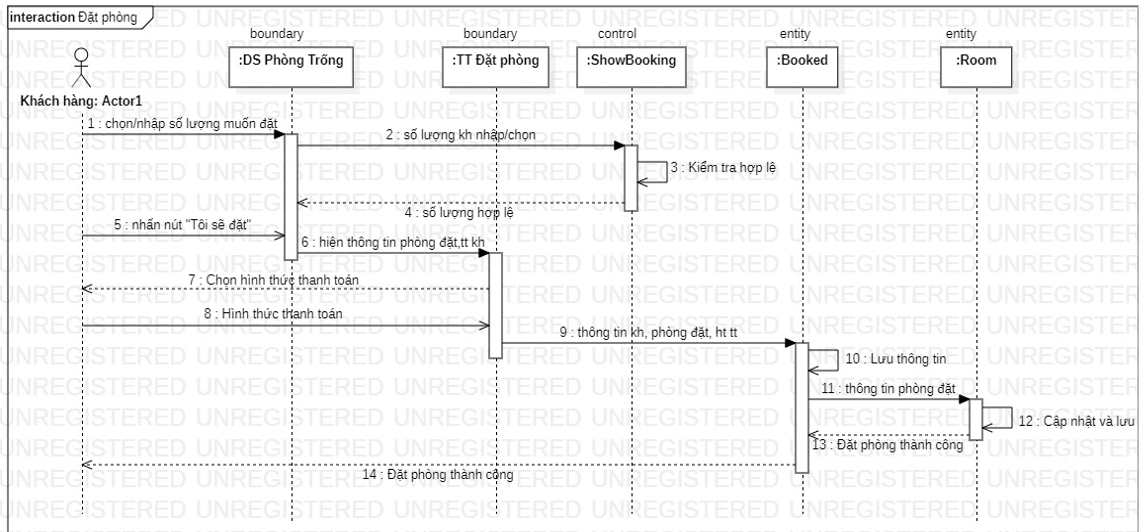 interaction Đặt phòng
boundary
boundary
control
entity
entity
:DS Phòng Trống
:TT Đặt phòng
:ShowBooking
:Booked
:Room
Khách hàng: Actor1
1 : chọn/nhập số lượng muốn đặt
2 : số lượng kh nhập/chọn
3 : Kiểm tra hợp lệ
4 : số lượng hợp lệ
5 : nhấn nút "Tôi sẽ đặt"
6 : hiện thông tin phòng đặt,tt kh
7 : Chọn hình thức thanh toán
8 : Hình thức thanh toán
9 : thông tin kh, phòng đặt, ht tt
10 : Lưu thông tin
11 : thông tin phòng đặt
12 : Cập nhật và lưu
13 : Đặt phòng thành công
14 : Đặt phòng thành công
UNREGISTERED